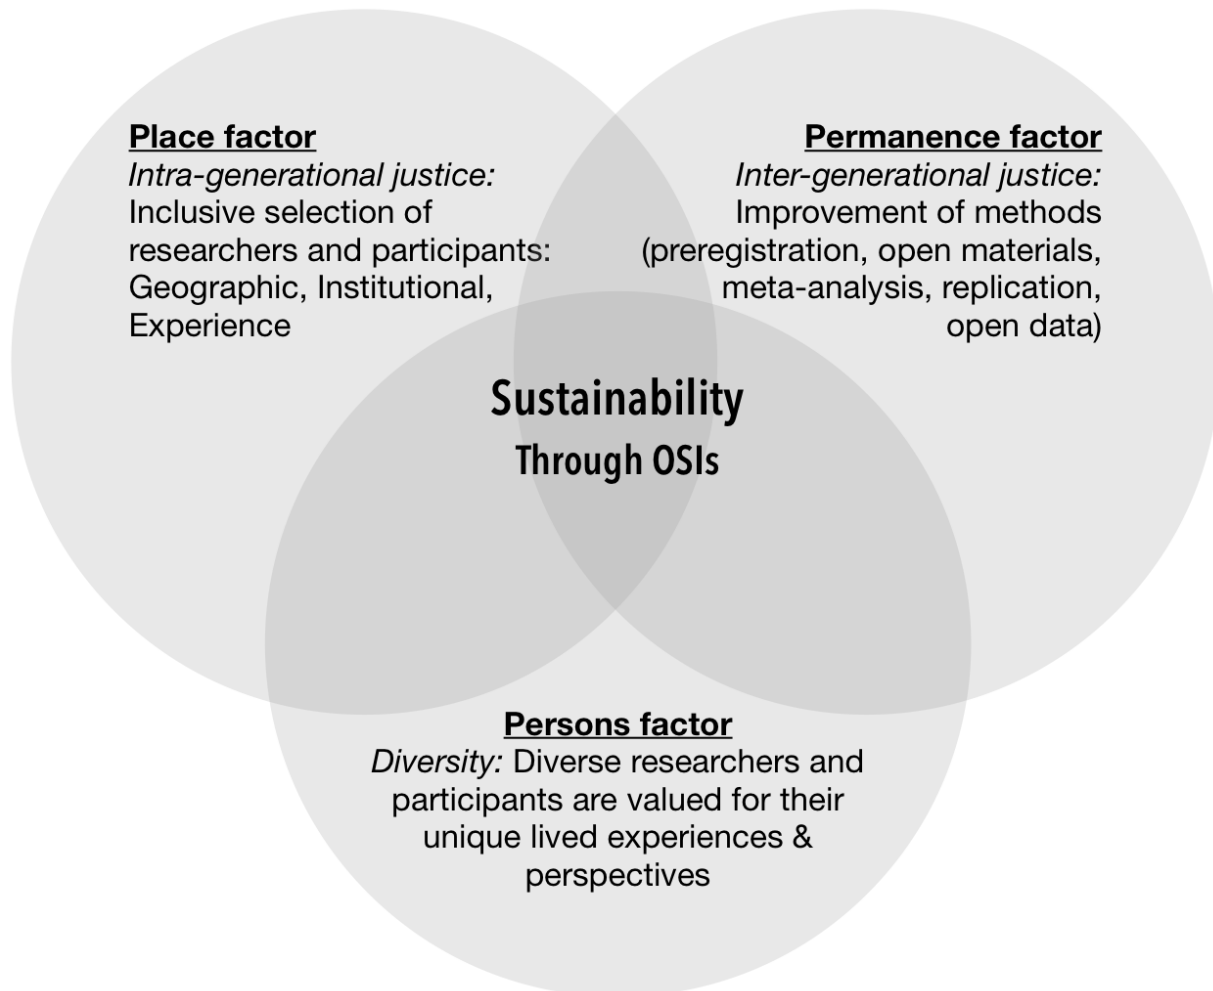 Place factor
Intra-generational justice:
Inclusive selection of
researchers and participants:
Geographic, Institutional,
Experience
Permanence factor
Inter-generational justice:
Improvement of methods
(preregistration, open materials,
meta-analysis, replication,
open data)
Sustainability
Through OSIs
Persons factor
Diversity: Diverse researchers and
participants are valued for their
unique lived experiences &
perspectives